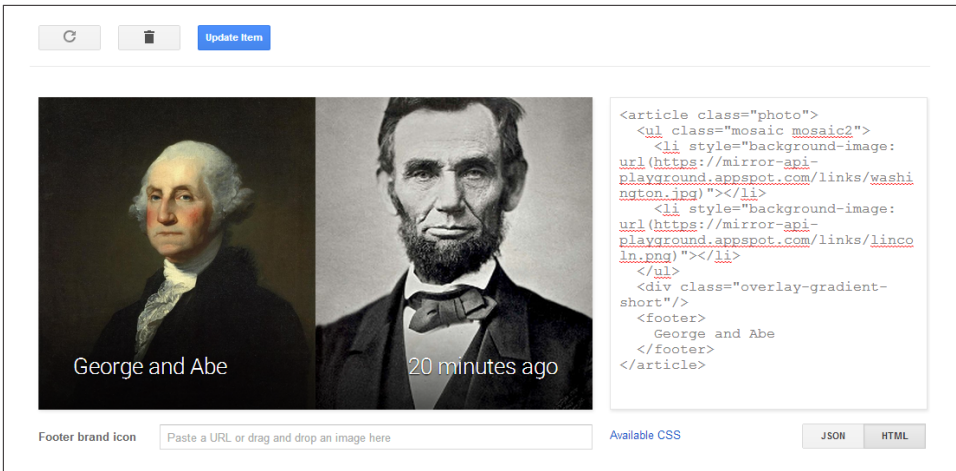 Update Item
George and Abe
20 minutes ago
<article class="photo">
  <ul class="mosaic mosaic2">
    <li style="background-image:
url(https://mirror-api-
playground.appspot.com/links/washi
ngton.jpg)"></li>
    <li style="background-image:
url(https://mirror-api-
playground.appspot.com/links/linco
ln.png)"></li>
  </ul>
  <div class="overlay-gradient-
short"/>
  <footer>
    George and Abe
  </footer>
</article>
Footer brand icon
Paste a URL or drag and drop an image here
Available CSS
JSON
HTML